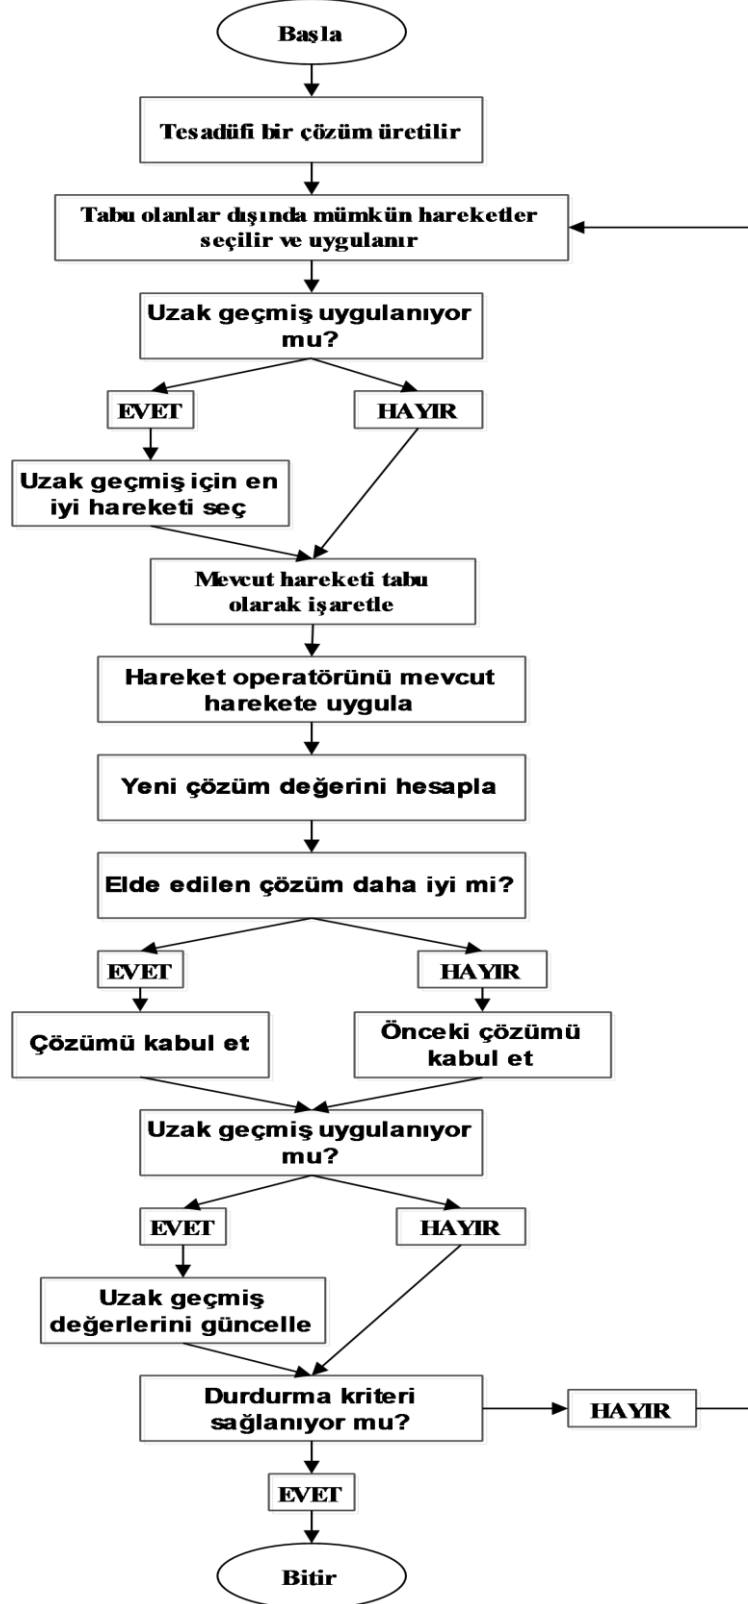 Başla
Tesadüfi bir çözüm üretilir
Tabu olanlar dışında mümkün hareketler
seçilir ve uygulanır
Uzak geçmiş uygulanıyor
mu?
EVET
HAYIR
Uzak geçmiş için en
iyi hareketi seç
Mevcut hareketi tabu
olarak işaretle
Hareket operatörünü mevcut
harekete uygula
Yeni çözüm değerini hesapla
Elde edilen çözüm daha iyi mi?
EVET
HAYIR
Çözümü kabul et
Önceki çözümü
kabul et
Uzak geçmiş uygulanıyor
mu?
EVET
HAYIR
Uzak geçmiş
değerlerini güncelle
Durdurma kriteri
sağlanıyor mu?
HAYIR
EVET
Bitir